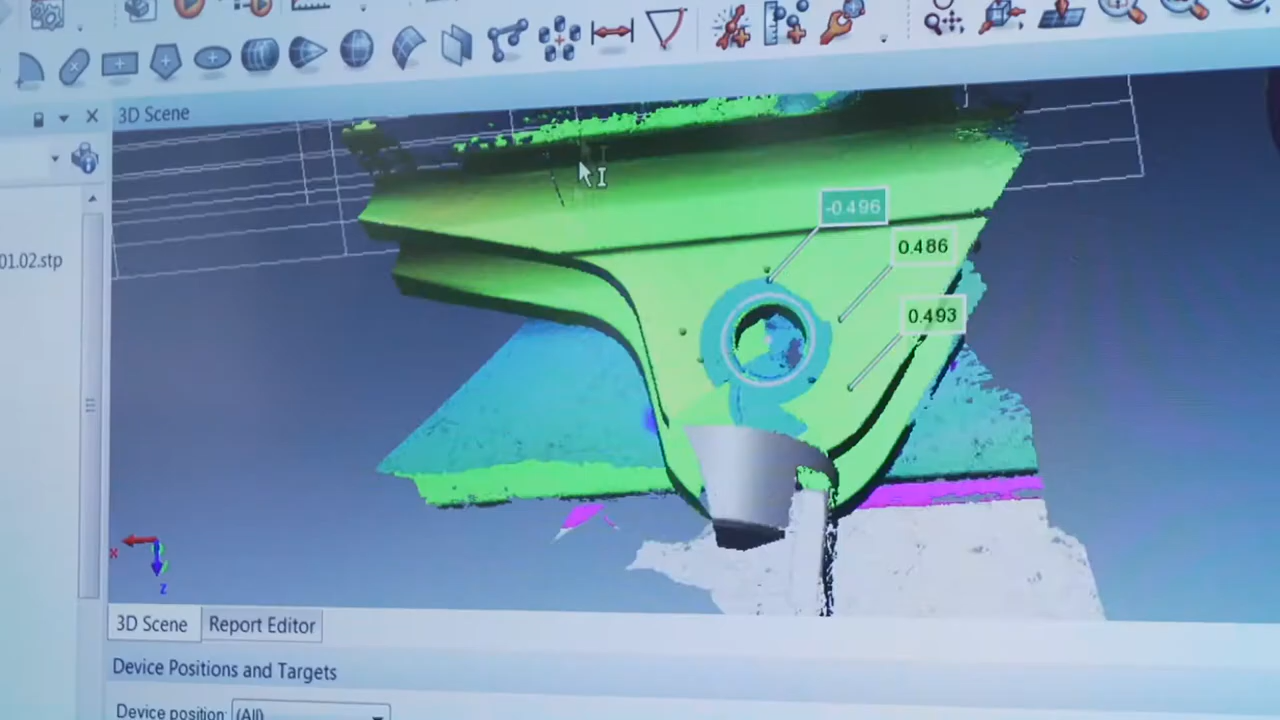 3D Scene
01.02.stp
-0.496
0.486
0.493
x
z
3D Scene
Report Editor
Device Positions and Targets
Device position: (All)